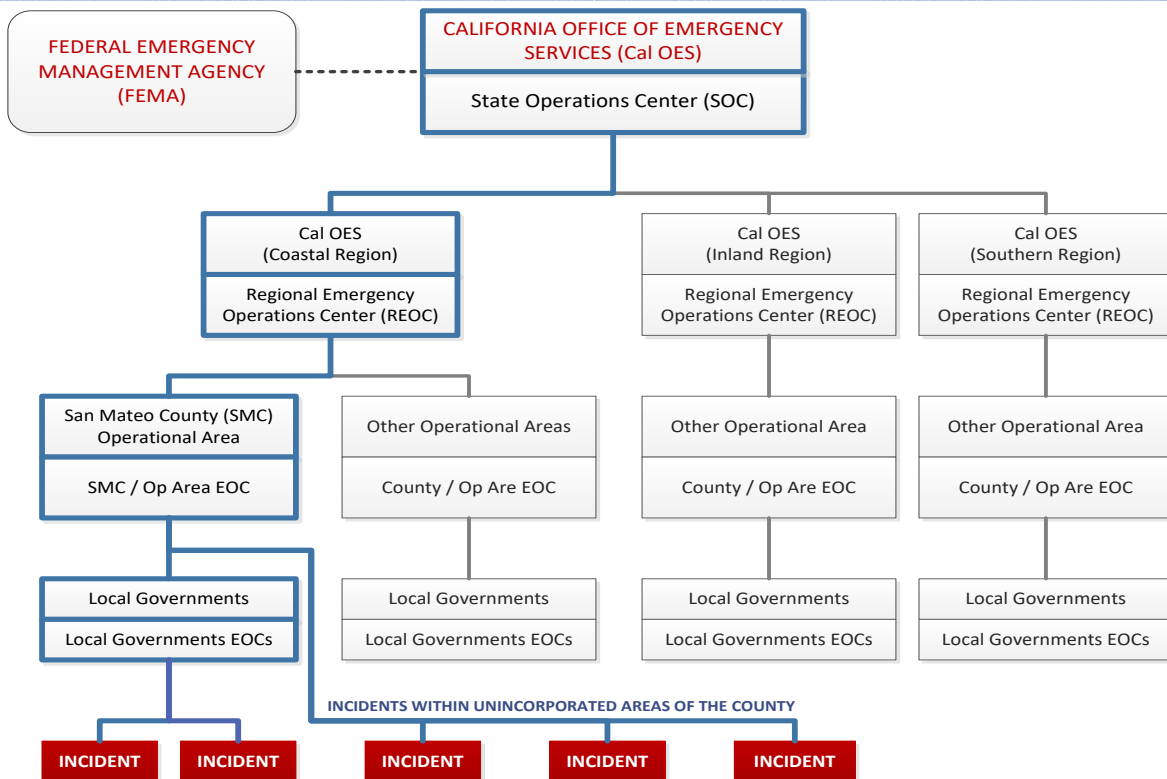 FEDERAL EMERGENCY
MANAGEMENT AGENCY
(FEMA)
CALIFORNIA OFFICE OF EMERGENCY
SERVICES (Cal OES)
State Operations Center (SOC)
Cal OES
(Coastal Region)
Regional Emergency
Operations Center (REOC)
Cal OES
(Inland Region)
Regional Emergency
Operations Center (REOC)
Cal OES
(Southern Region)
Regional Emergency
Operations Center (REOC)
San Mateo County (SMC)
Operational Area
SMC / Op Area EOC
Other Operational Areas
County / Op Are EOC
Other Operational Area
County / Op Are EOC
Other Operational Area
County / Op Are EOC
Local Governments
Local Governments EOCs
Local Governments
Local Governments EOCs
Local Governments
Local Governments EOCs
Local Governments
Local Governments EOCs
INCIDENTS WITHIN UNINCORPORATED AREAS OF THE COUNTY
INCIDENT
INCIDENT
INCIDENT
INCIDENT
INCIDENT